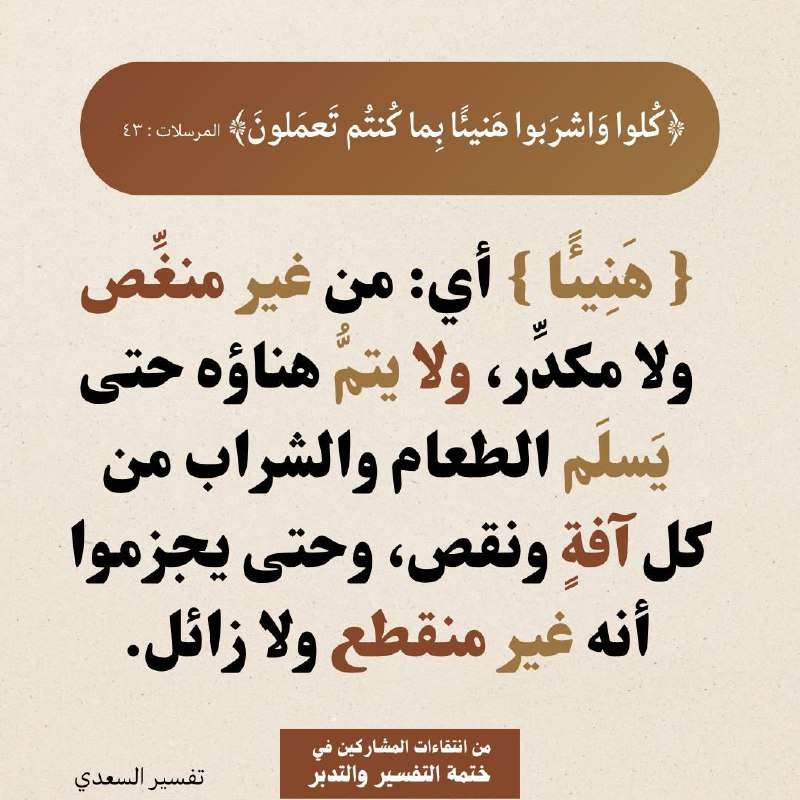 ﴿كُلوا وَاشرَبوا هَنيئًا بِما كُنتُم تَعمَلونَ﴾ المرسلات : ٤٣
{ هَنِيئًا } أي: من غير منغِّص
ولا مكدِّر، ولا يتمُّ هناؤه حتى
يَسلَم الطعام والشراب من
كل آفةٍ ونقص، وحتى يجزموا
أنه غير منقطع ولا زائل.
من انتقاءات المشاركين في
ختمة التفسير والتدبر
تفسير السعدي